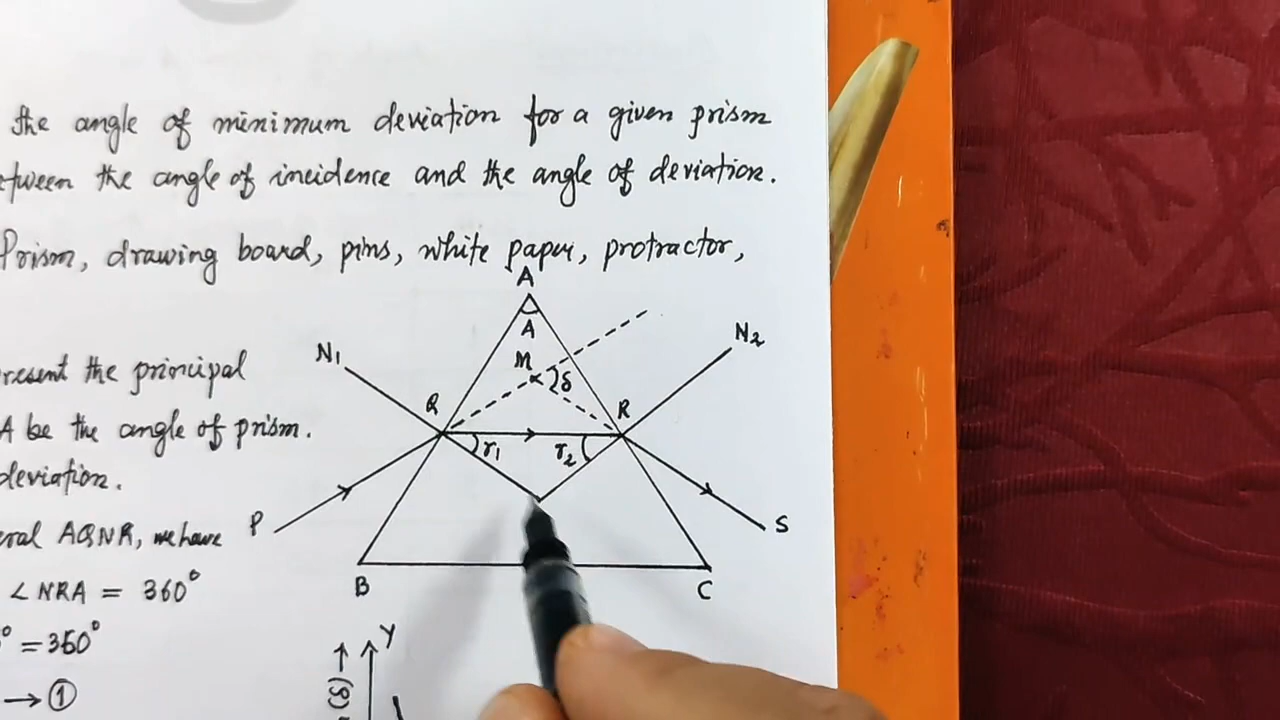 the angle of minimum deviation for a given prism
etween the angle of incidence and the angle of deviation.
Prism, drawing board, pins, white paper, protractor,
A
A
N1
N2
M
δ
Q
R
r1
r2
P
S
B
C
resent the principal
A be the angle of prism.
deviation.
eral AQNR, we have
∠NRA = 360°
° = 360°
→ ①
Y
→ (δ)